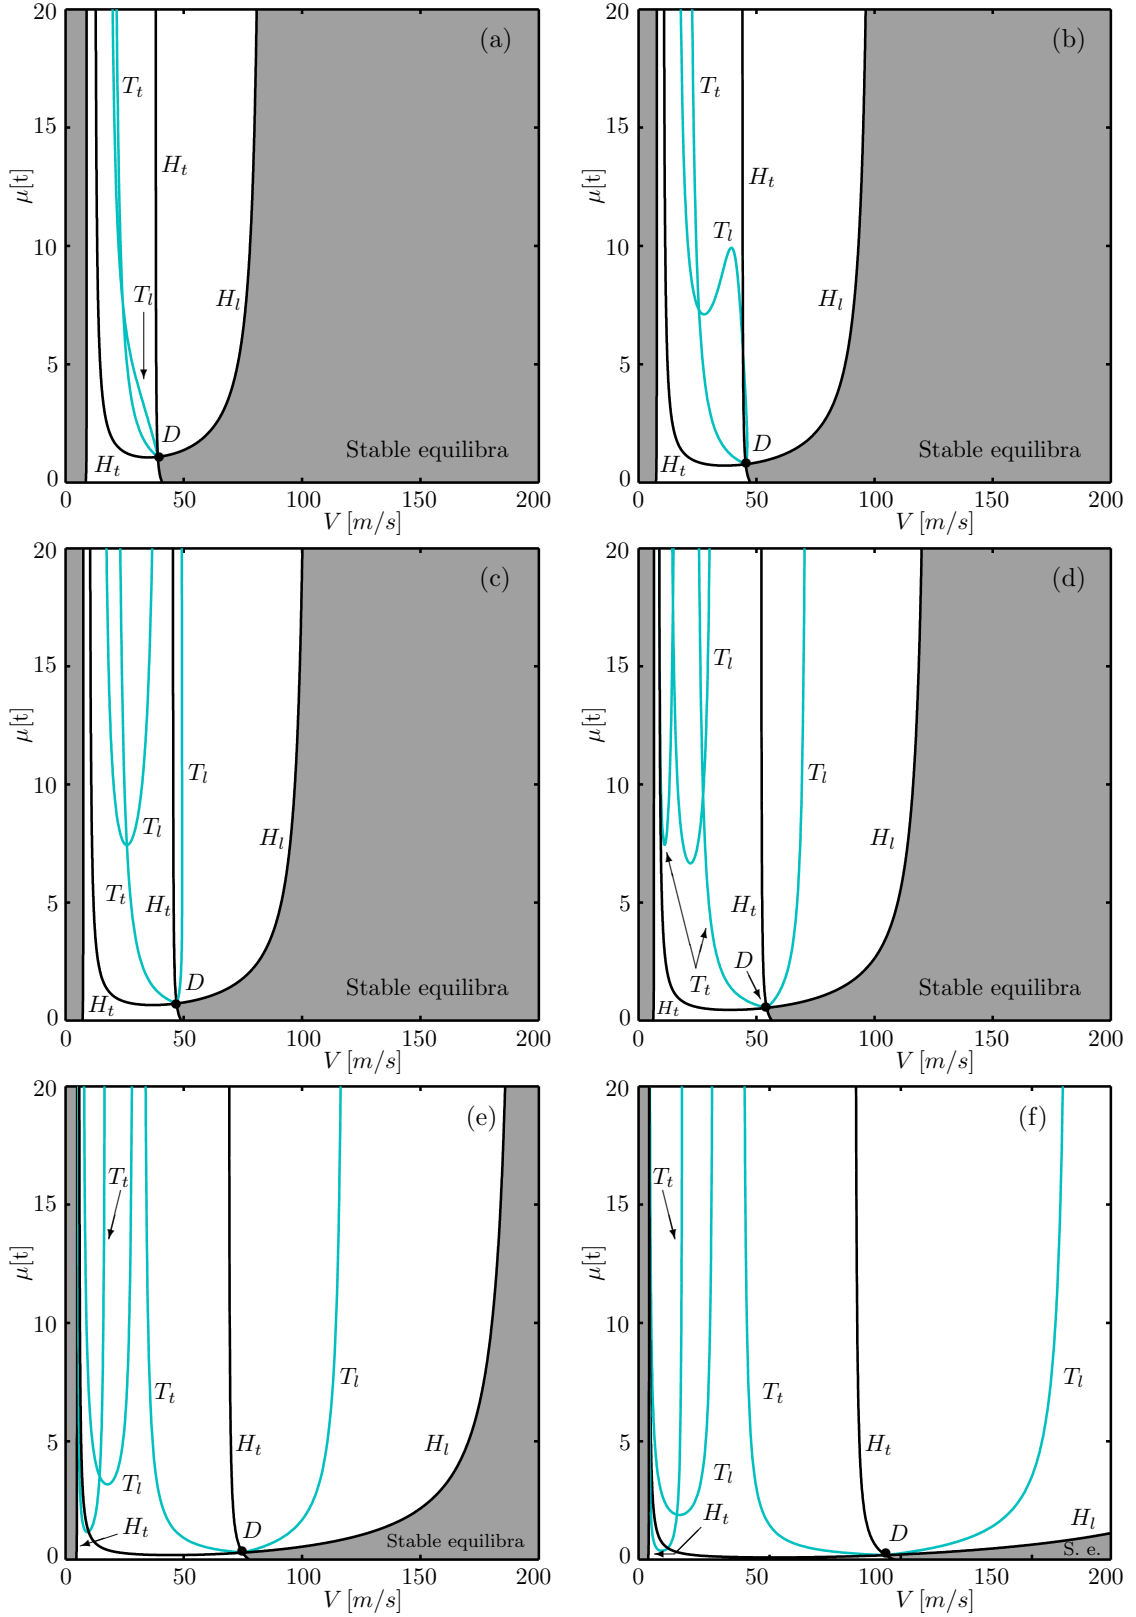 20
(a)
T_t
15
μ[t]
H_t
10
T_l
H_l
5
D
Stable equilibra
H_t
0
0 50 100 150 200
V [m/s]
20
(b)
T_t
15
μ[t]
H_t
T_l
10
H_l
5
D
Stable equilibra
H_t
0
0 50 100 150 200
V [m/s]
20
(c)
15
μ[t]
T_l
10
T_l
H_l
T_t
H_t
5
D
Stable equilibra
H_t
0
0 50 100 150 200
V [m/s]
20
(d)
T_l
15
μ[t]
T_l
10
H_l
H_t
5
D
T_t
Stable equilibra
H_t
0
0 50 100 150 200
V [m/s]
20
(e)
T_t
15
μ[t]
10
T_l
T_t
H_t
H_l
5
T_l
H_t
D
Stable equilibra
0
0 50 100 150 200
V [m/s]
20
(f)
T_t
15
μ[t]
10
T_t
T_l
H_t
5
T_l
H_t
H_l
D
S. e.
0
0 50 100 150 200
V [m/s]